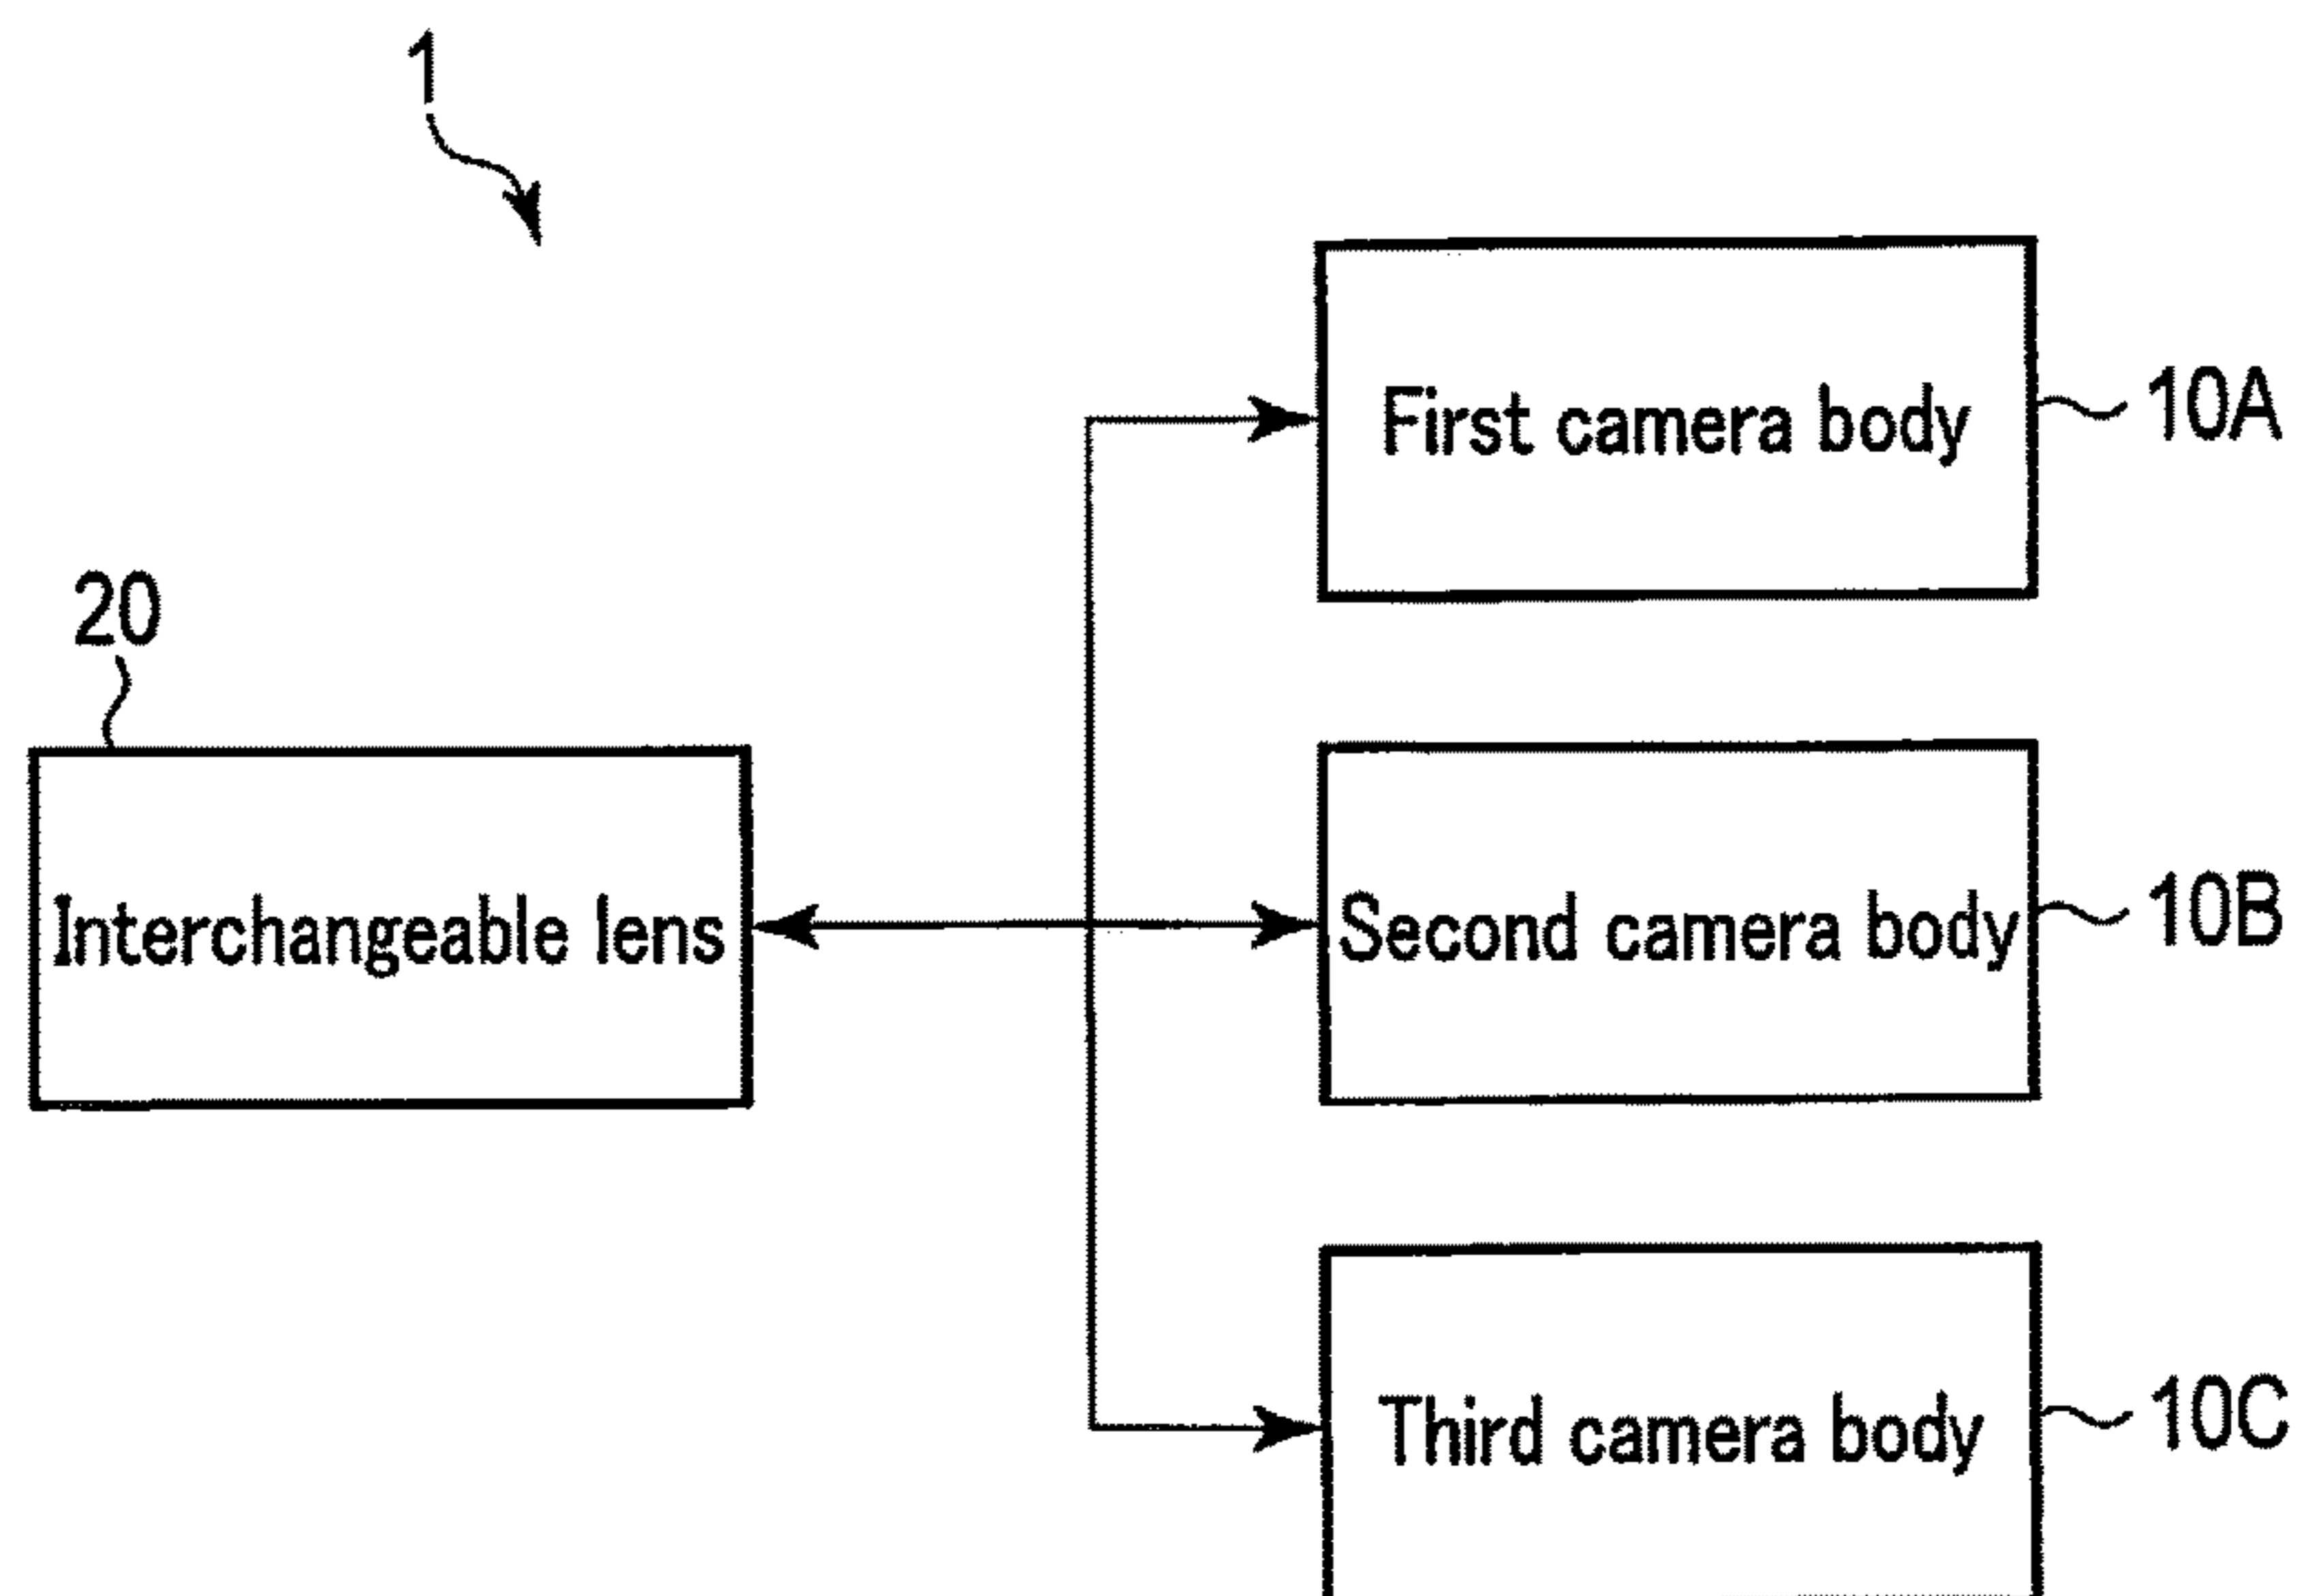 1
First camera body
10A
20
Interchangeable lens
Second camera body
10B
Third camera body
10C